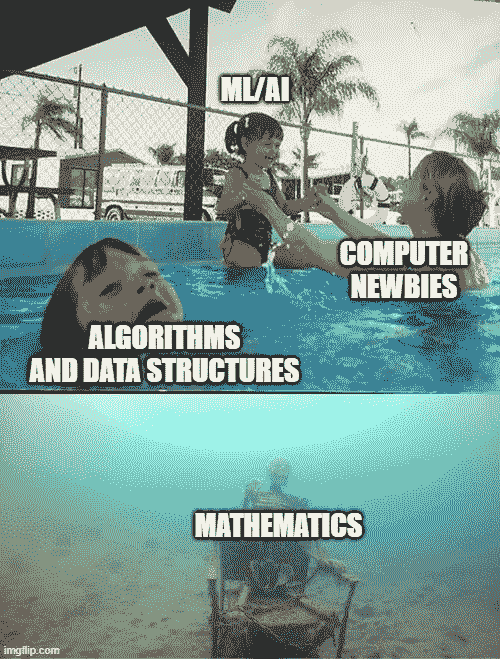 ML/AI
COMPUTER
NEWBIES
ALGORITHMS
AND DATA STRUCTURES
MATHEMATICS
imgflip.com